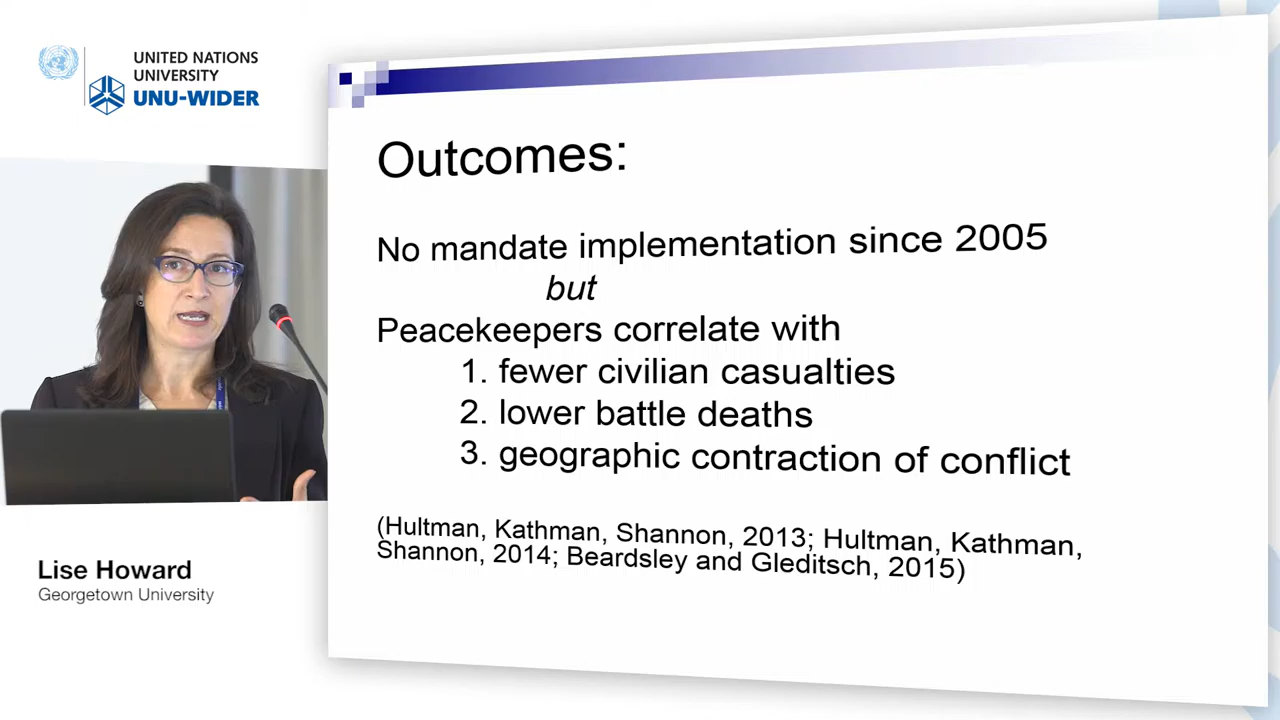 UNITED NATIONS
UNIVERSITY
UNU-WIDER
Outcomes:
No mandate implementation since 2005
but
Peacekeepers correlate with
1. fewer civilian casualties
2. lower battle deaths
3. geographic contraction of conflict
(Hultman, Kathman, Shannon, 2013; Hultman, Kathman,
Shannon, 2014; Beardsley and Gleditsch, 2015)
Lise Howard
Georgetown University